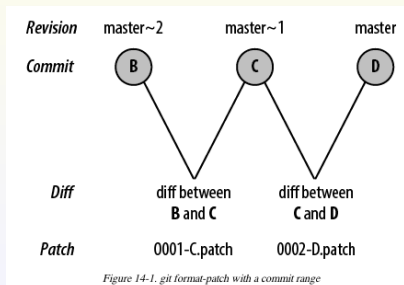 Revision master~2 master~1 master
Commit B C D
Diff diff between diff between
B and C C and D
Patch 0001-C.patch 0002-D.patch
Figure 14-1. git format-patch with a commit range